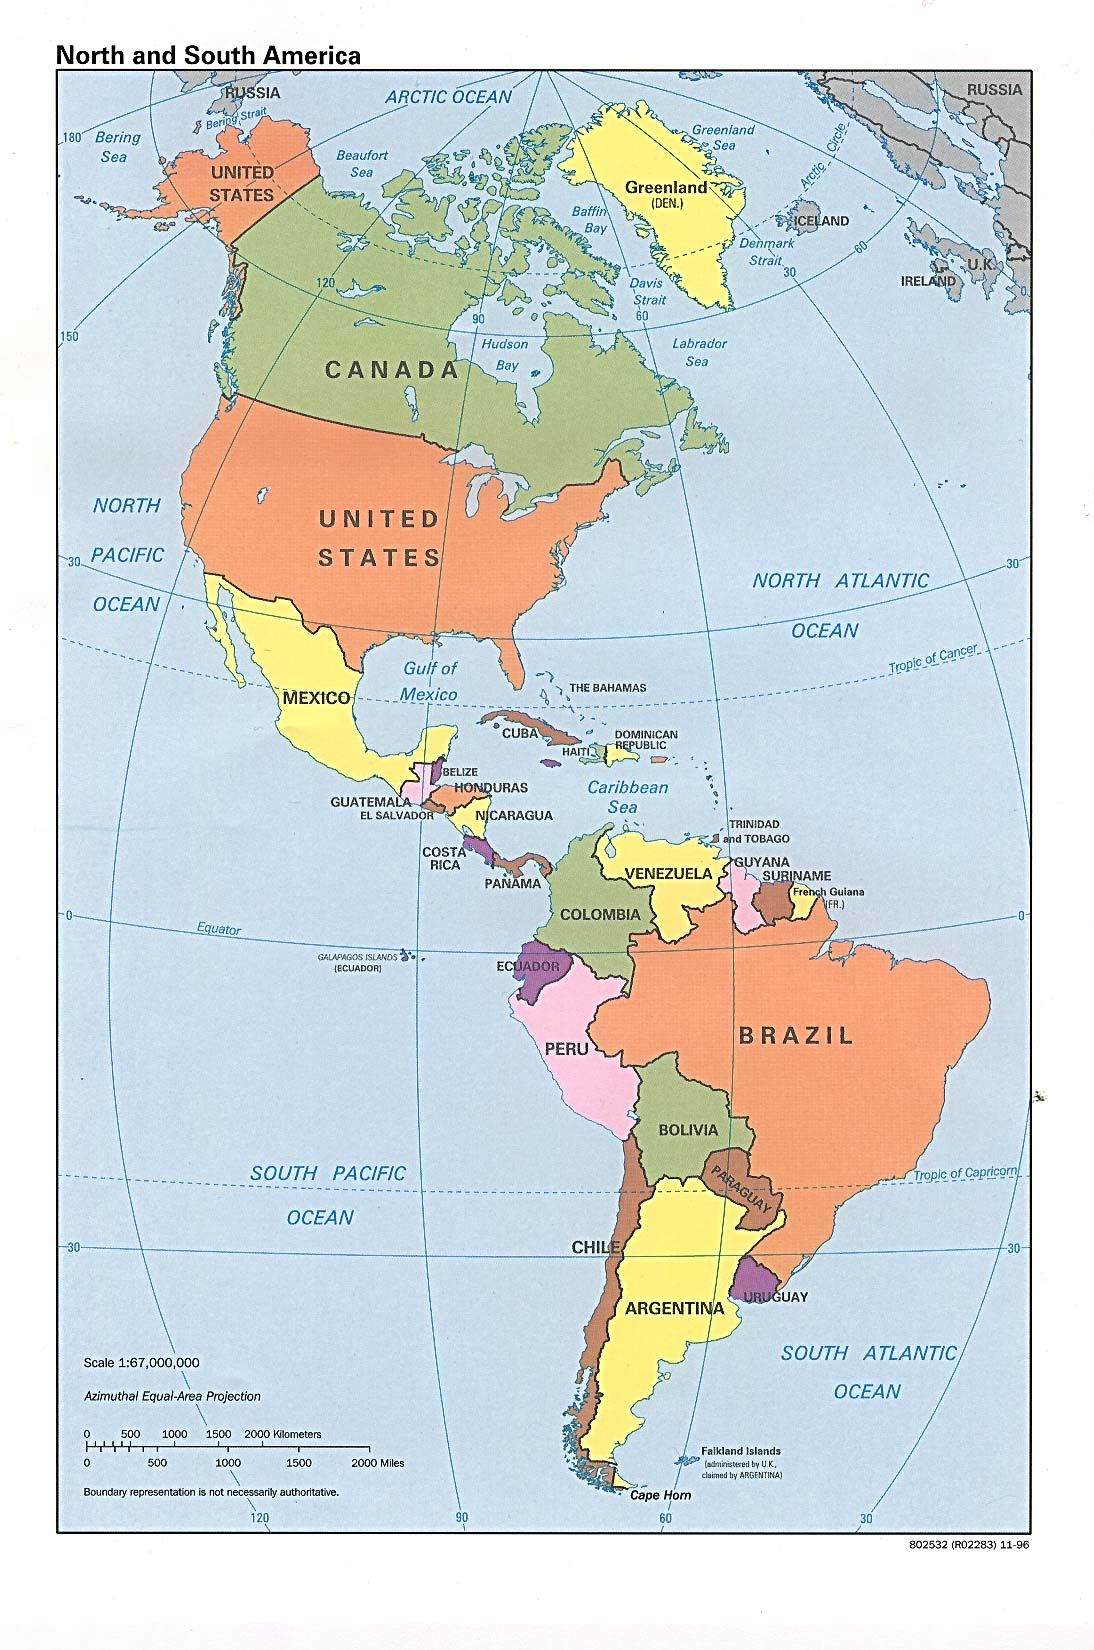 North and South America
RUSSIA
ARCTIC OCEAN
RUSSIA
180
Bering
Sea
Bering Strait
Beaufort
Sea
Greenland
Sea
Arctic Circle
UNITED
STATES
Greenland
(DEN.)
Baffin
Bay
ICELAND
Denmark
Strait
30
60
U.K.
IRELAND
0
120
Davis
Strait
60
90
150
Hudson
Bay
Labrador
Sea
CANADA
NORTH
PACIFIC
OCEAN
30
UNITED
STATES
NORTH ATLANTIC
OCEAN
30
Tropic of Cancer
Gulf of
Mexico
MEXICO
THE BAHAMAS
CUBA
HAITI
DOMINICAN
REPUBLIC
BELIZE
HONDURAS
GUATEMALA
EL SALVADOR
NICARAGUA
Caribbean
Sea
COSTA
RICA
PANAMA
TRINIDAD
and TOBAGO
VENEZUELA
GUYANA
SURINAME
French Guiana
(FR.)
COLOMBIA
0
0
Equator
GALAPAGOS ISLANDS
(ECUADOR)
ECUADOR
PERU
BRAZIL
BOLIVIA
PARAGUAY
Tropic of Capricorn
SOUTH PACIFIC
OCEAN
30
30
CHILE
ARGENTINA
URUGUAY
SOUTH ATLANTIC
OCEAN
Scale 1:67,000,000
Azimuthal Equal-Area Projection
0 500 1000 1500 2000 Kilometers
0 500 1000 1500 2000 Miles
Boundary representation is not necessarily authoritative.
Falkland Islands
(administered by U.K.,
claimed by ARGENTINA)
Cape Horn
120
90
60
30
802532 (R02283) 11-96